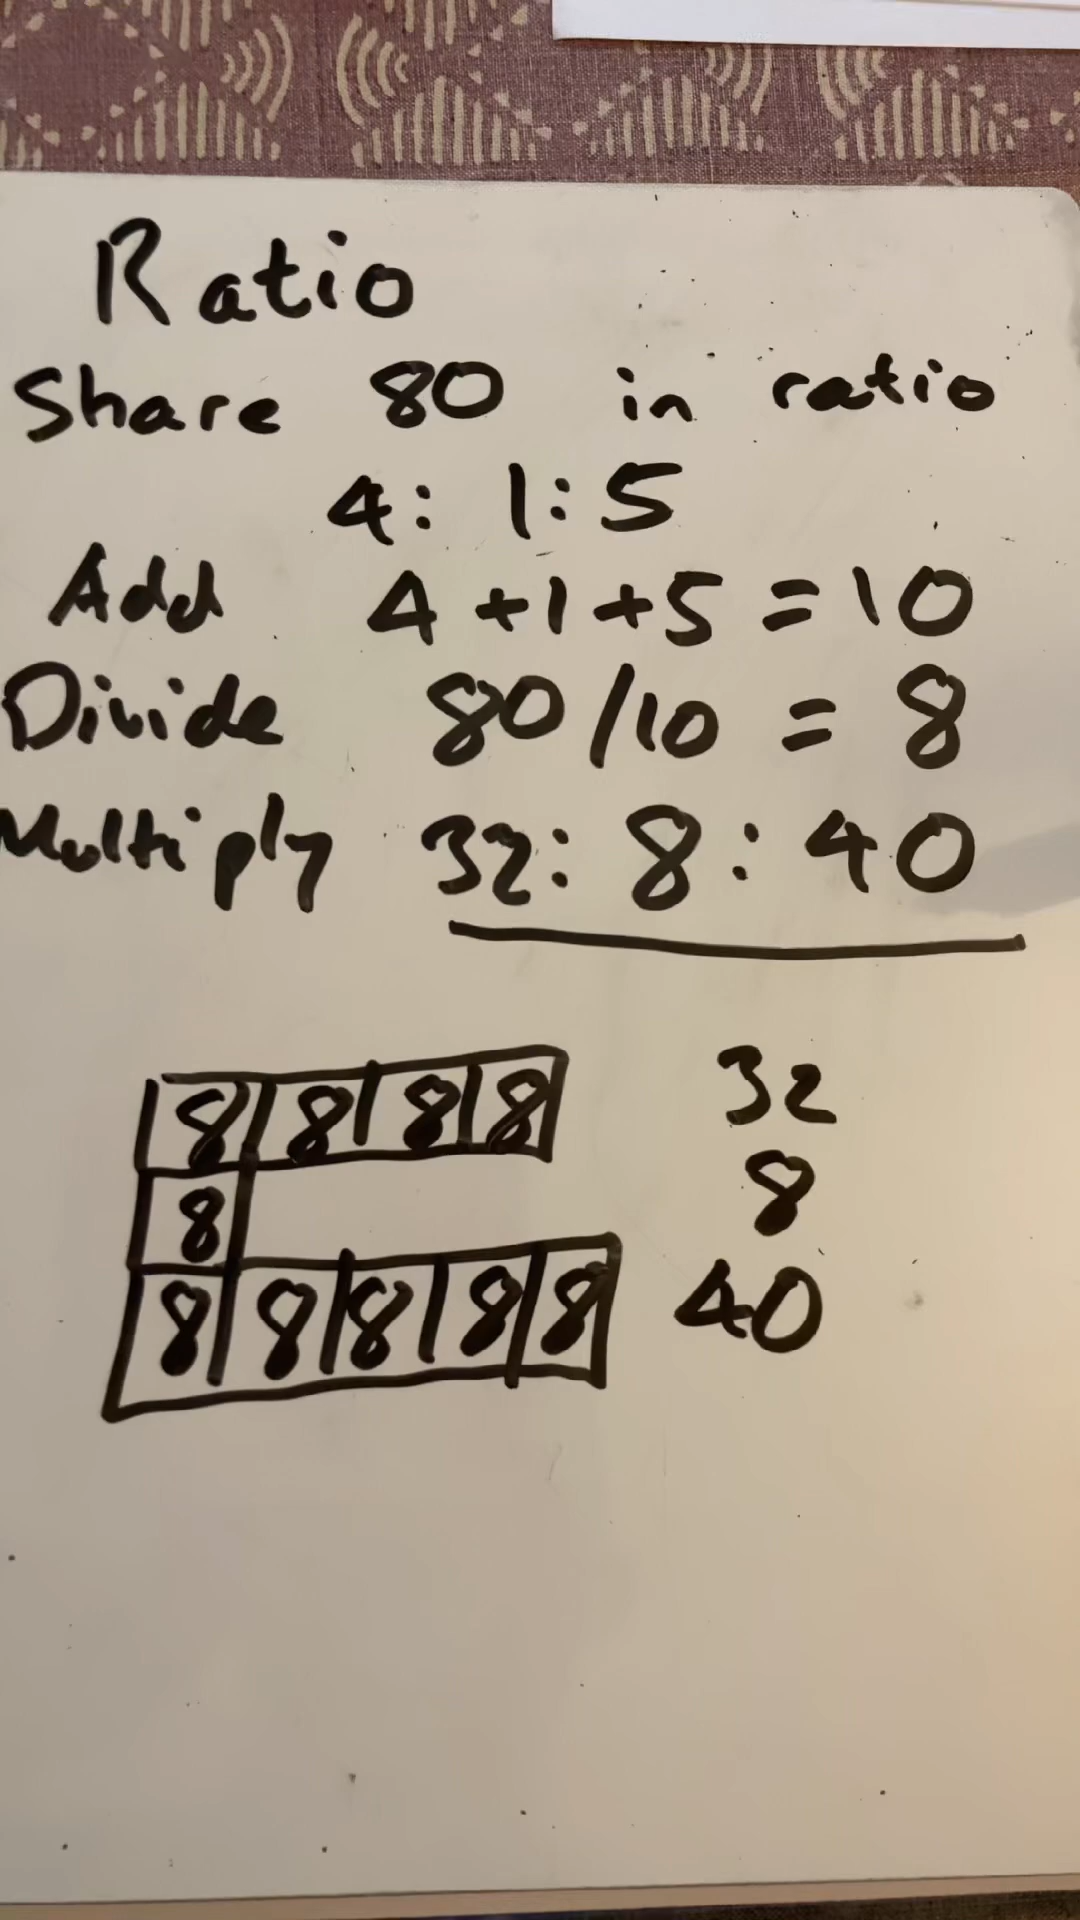 Ratio
Share 80 in ratio
4: 1:5
Add 4+1+5=10
Divide 80/10 = 8
Multiply 32: 8: 40
8 8 8 8 32
8 8
8 8 8 8 8 40